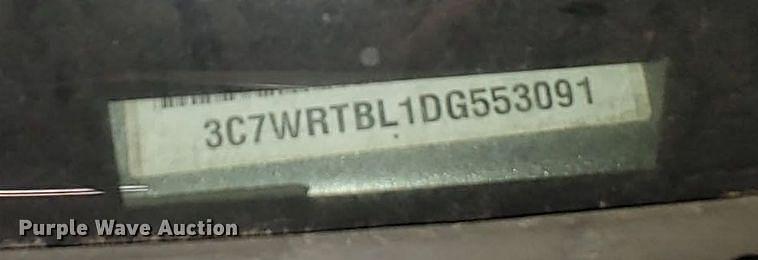 3C7WRTBL1DG553091
Purple Wave Auction®